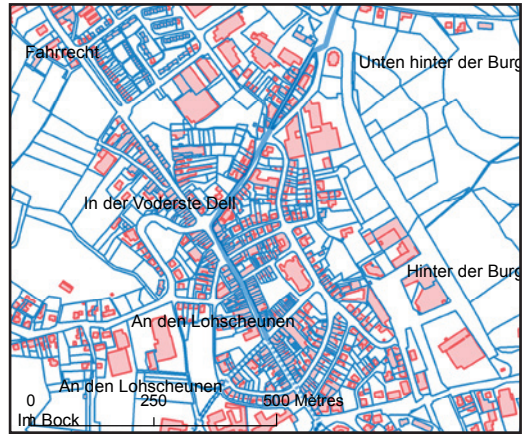 Fahrrecht
Unten hinter der Burg
In der Voderste Dell
Hinter der Burg
An den Lohscheunen
An den Lohscheunen
0 250 500 Mètres
Im Bock